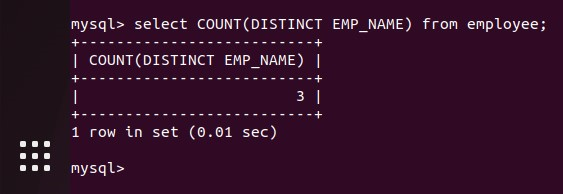 mysql> select COUNT(DISTINCT EMP_NAME) from employee;
+--------------------------+
| COUNT(DISTINCT EMP_NAME) |
+--------------------------+
|                        3 |
+--------------------------+
1 row in set (0.01 sec)
mysql>